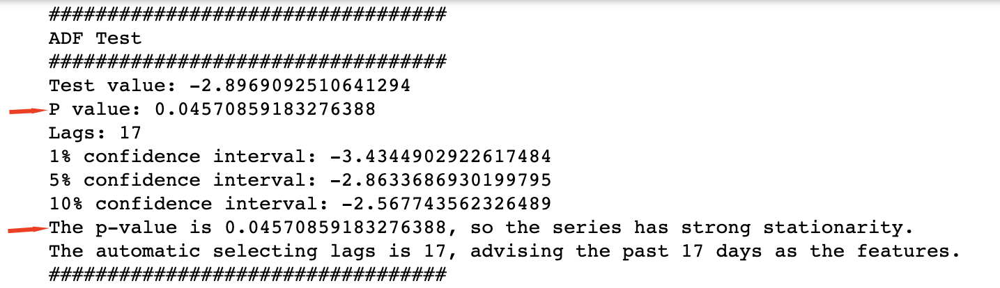 ##################################
ADF Test
##################################
Test value: -2.8969092510641294
P value: 0.04570859183276388
Lags: 17
1% confidence interval: -3.4344902922617484
5% confidence interval: -2.8633686930199795
10% confidence interval: -2.567743562326489
The p-value is 0.04570859183276388, so the series has strong stationarity.
The automatic selecting lags is 17, advising the past 17 days as the features.
##################################